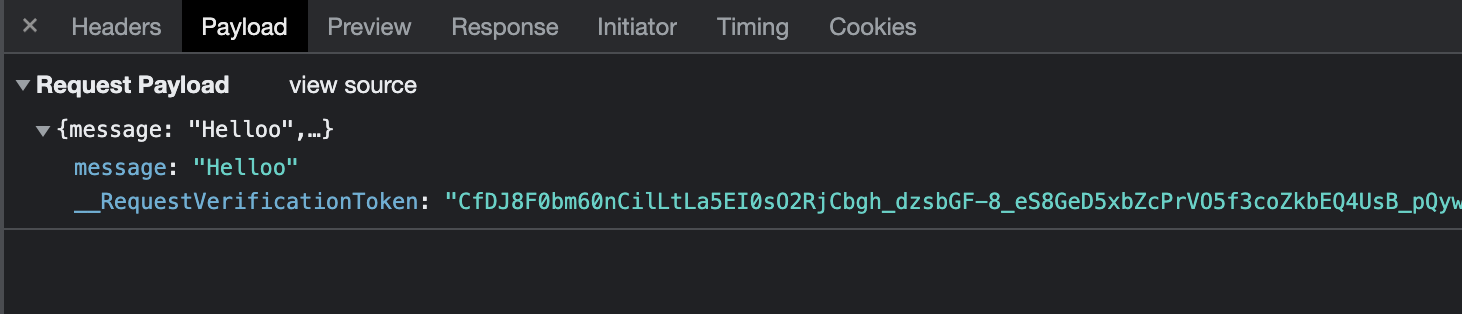 × Headers Payload Preview Response Initiator Timing Cookies
▼ Request Payload view source
▼ {message: "Helloo",…}
message: "Helloo"
__RequestVerificationToken: "CfDJ8F0bm60nCilLtLa5EI0sO2RjCbgh_dzsbGF-8_eS8GeD5xbZcPrVO5f3coZkbEQ4UsB_pQyw